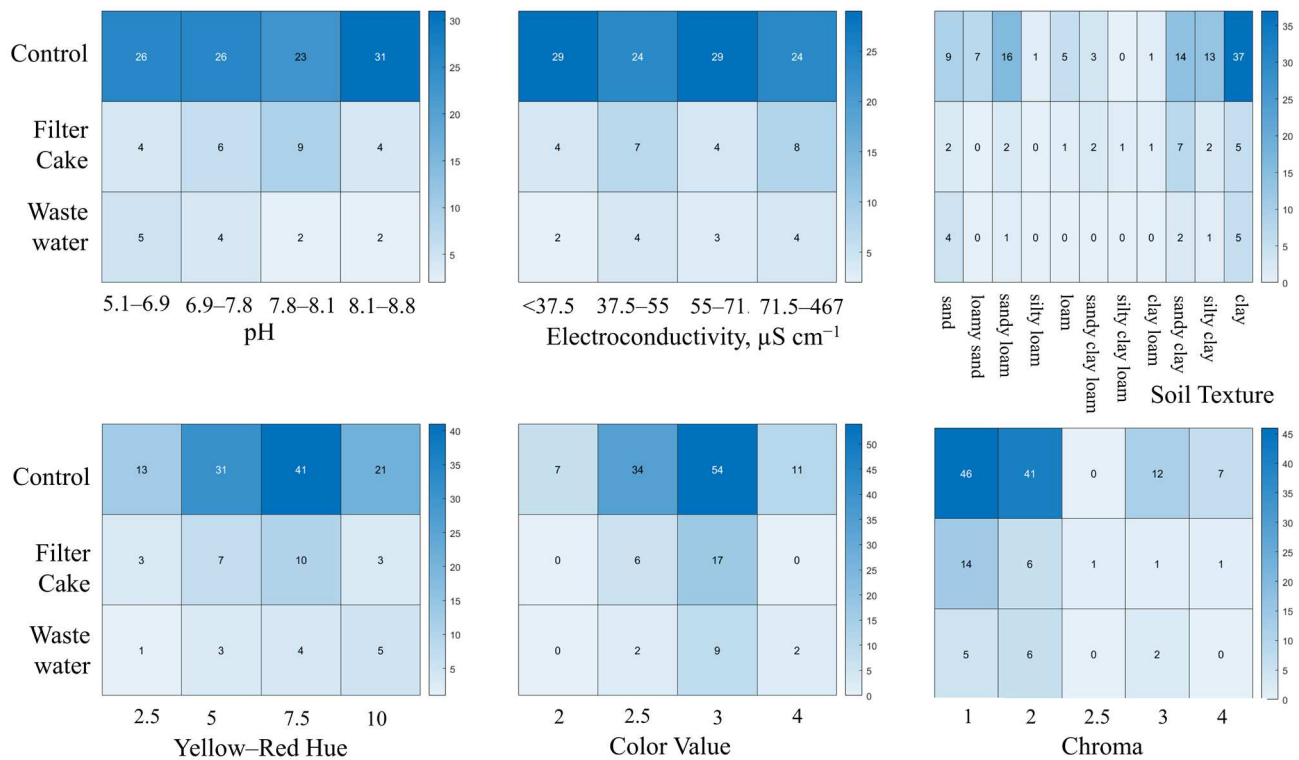 Control
26 26 23 31
Filter
Cake
4 6 9 4
Waste
water
5 4 2 2
30
25
20
15
10
5
5.1–6.9 6.9–7.8 7.8–8.1 8.1–8.8
pH
29 24 29 24
4 7 4 8
2 4 3 4
25
20
15
10
5
<37.5 37.5–55 55–71. 71.5–467
Electroconductivity, µS cm⁻¹
9 7 16 1 5 3 0 1 14 13 37
2 0 2 0 1 2 1 1 7 2 5
4 0 1 0 0 0 0 0 2 1 5
35
30
25
20
15
10
5
0
sand
loamy sand
sandy loam
silty loam
loam
sandy clay loam
silty clay loam
clay loam
sandy clay
silty clay
clay
Soil Texture
Control
13 31 41 21
Filter
Cake
3 7 10 3
Waste
water
1 3 4 5
40
35
30
25
20
15
10
5
2.5 5 7.5 10
Yellow–Red Hue
7 34 54 11
0 6 17 0
0 2 9 2
50
45
40
35
30
25
20
15
10
5
0
2 2.5 3 4
Color Value
46 41 0 12 7
14 6 1 1 1
5 6 0 2 0
45
40
35
30
25
20
15
10
5
0
1 2 2.5 3 4
Chroma